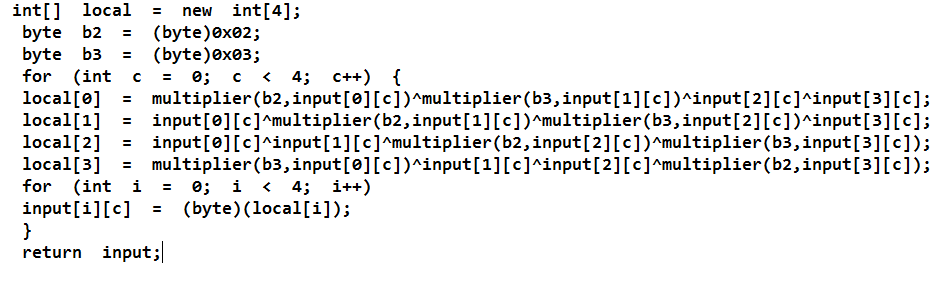 int[] local = new int[4];
byte b2 = (byte)0x02;
byte b3 = (byte)0x03;
for (int c = 0; c < 4; c++) {
local[0] = multiplier(b2,input[0][c])^multiplier(b3,input[1][c])^input[2][c]^input[3][c];
local[1] = input[0][c]^multiplier(b2,input[1][c])^multiplier(b3,input[2][c])^input[3][c];
local[2] = input[0][c]^input[1][c]^multiplier(b2,input[2][c])^multiplier(b3,input[3][c]);
local[3] = multiplier(b3,input[0][c])^input[1][c]^input[2][c]^multiplier(b2,input[3][c]);
for (int i = 0; i < 4; i++)
input[i][c] = (byte)(local[i]);
}
return input;